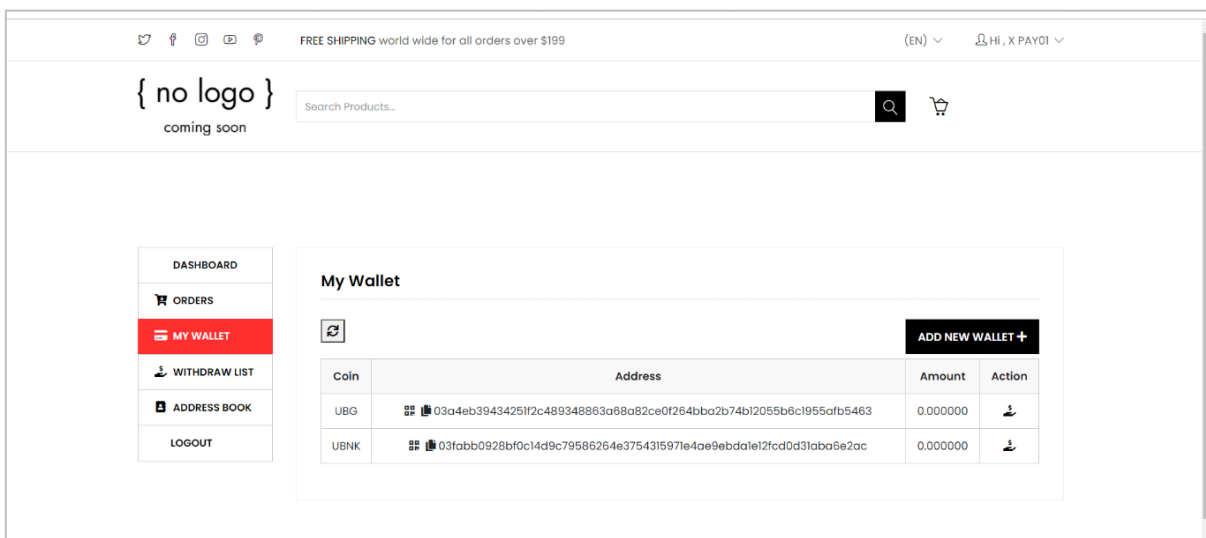 FREE SHIPPING world wide for all orders over $199
(EN)
Hi , X PAY01
{ no logo }
coming soon
Search Products...
DASHBOARD
ORDERS
MY WALLET
WITHDRAW LIST
ADDRESS BOOK
LOGOUT
My Wallet
ADD NEW WALLET +
Coin Address Amount Action
UBG 03a4eb39434251f2c489348863a68a82ce0f264bba2b74b12055b6c1955afb5463 0.000000
UBNK 03fabb0928bf0c14d9c79586264e3754315971e4ae9ebda1e12fcd0d31aba6e2ac 0.000000